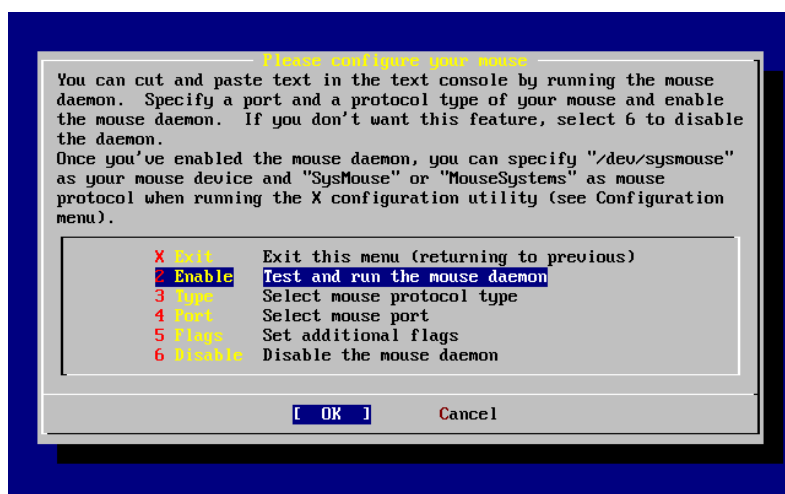 Please configure your mouse
You can cut and paste text in the text console by running the mouse
daemon.  Specify a port and a protocol type of your mouse and enable
the mouse daemon.  If you don't want this feature, select 6 to disable
the daemon.
Once you've enabled the mouse daemon, you can specify "/dev/sysmouse"
as your mouse device and "SysMouse" or "MouseSystems" as mouse
protocol when running the X configuration utility (see Configuration
menu).
X Exit     Exit this menu (returning to previous)
2 Enable   Test and run the mouse daemon
3 Type     Select mouse protocol type
4 Port     Select mouse port
5 Flags    Set additional flags
6 Disable  Disable the mouse daemon
[  OK  ]       Cancel